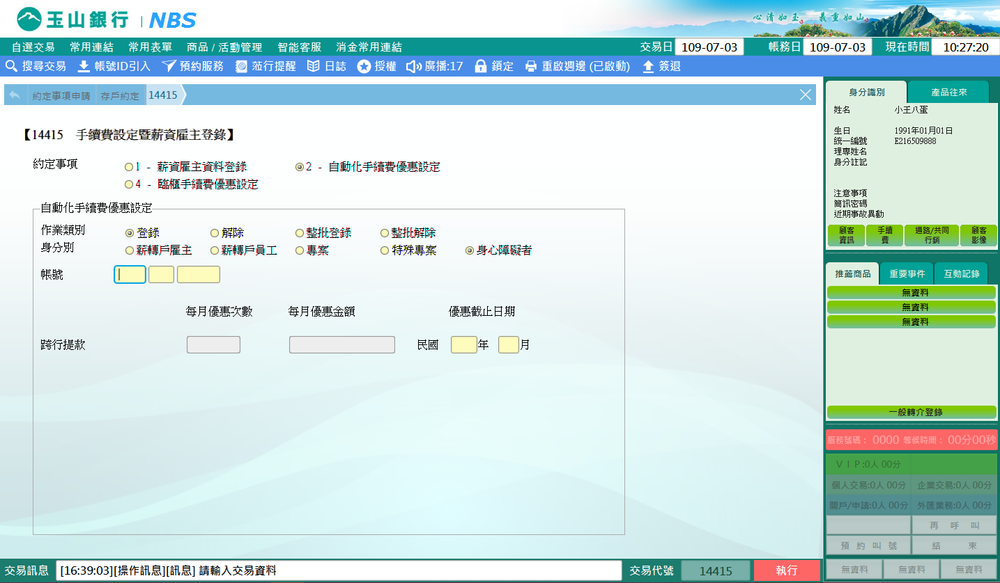 玉山銀行 | NBS
心清如玉。義重如山。
自選交易 常用連結 常用表單 商品 / 活動管理 智能客服 消金常用連結 交易日 109-07-03 帳務日 109-07-03 現在時間 10:27:20
搜尋交易 帳號ID引入 預約服務 蒞行提醒 日誌 授權 廣播:17 鎖定 重啟週邊 (已啟動) 簽退
約定事項申請 存戶約定 14415
【14415 手續費設定暨薪資雇主登錄】
約定事項 1 - 薪資雇主資料登錄 2 - 自動化手續費優惠設定
4 - 臨櫃手續費優惠設定
自動化手續費優惠設定
作業類別 登錄 解除 整批登錄 整批解除
身分別 薪轉戶雇主 薪轉戶員工 專案 特殊專案 身心障礙者
帳號
每月優惠次數 每月優惠金額 優惠截止日期
跨行提款 民國 年 月
交易訊息 [16:39:03][操作訊息][訊息] 請輸入交易資料 交易代號 14415 執行
身分識別 產品往來
姓名 小王八蛋
生日 1991年01月01日
統一編號 E216509888
理專姓名
身分註記
注意事項
簡訊密碼
近期事故異動
顧客資訊 手續費 通路/共同行銷 顧客影像
推薦商品 重要事件 互動記錄
無資料
無資料
無資料
一般轉介登錄
服務號碼： 0000 等候時間： 00分00秒
V I P:0人 00分
個人交易:0人 00分 企業交易:0人 00分
開戶/申請:0人 00分 外匯業務:0人 00分
再 呼 叫
預 約 叫 號 結 束
無資料 無資料 無資料